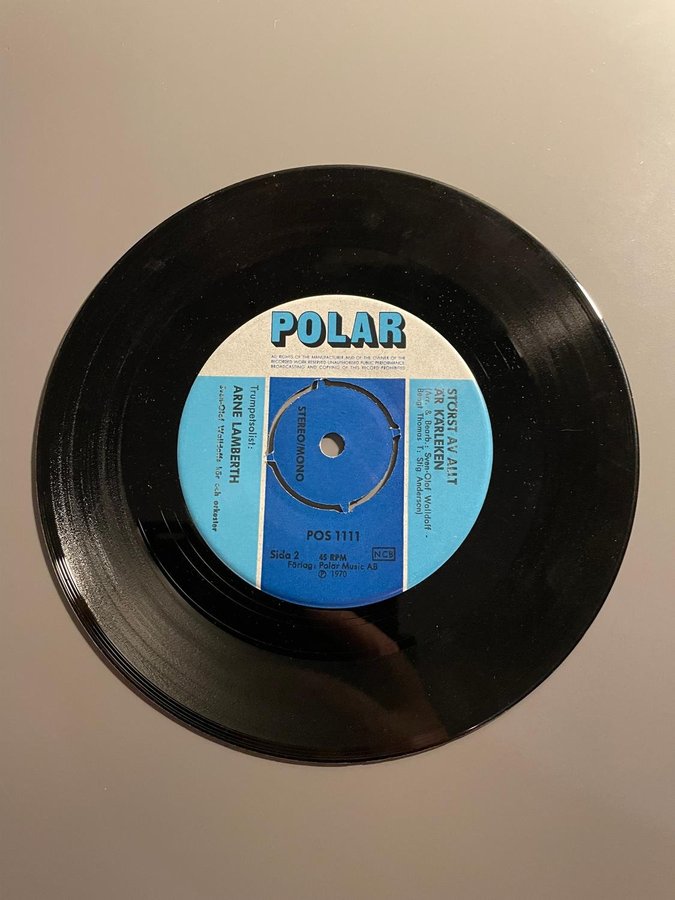 POLAR
ALL RIGHTS OF THE MANUFACTURER AND OF THE OWNER OF THE
RECORDED WORK RESERVED UNAUTHORISED PUBLIC PERFORMANCE.
BROADCASTING AND COPYING OF THIS RECORD PROHIBITED
STÖRST AV ALLT
ÄR KÄRLEKEN
(Arr. & Bearb.: Sven-Olof Walldoff -
Bengt Thomas T: Stig Anderson)
STEREO/MONO
Trumpetsolist:
ARNE LAMBERTH
Sven-Olof Walldoffs kör och orkester
POS 1111
Sida 2 45 RPM NCB
Förlag: Polar Music AB
Ⓟ 1970